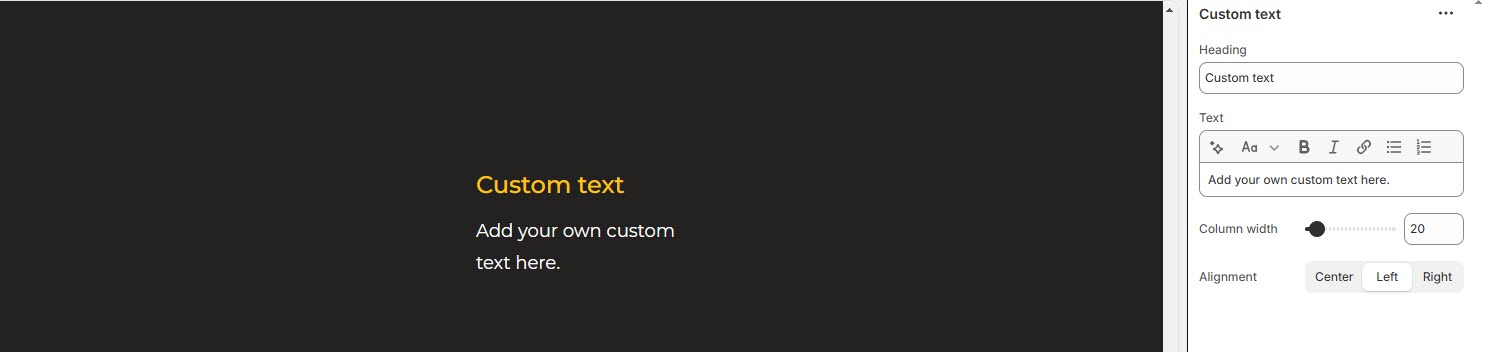 Custom text
Add your own custom
text here.
Custom text
Heading
Custom text
Text
Aa B I
Add your own custom text here.
Column width 20
Alignment Center Left Right